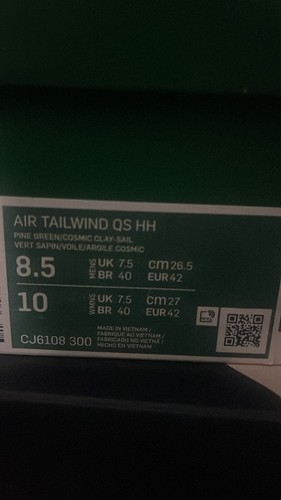 AIR TAILWIND QS HH
PINE GREEN/COSMIC CLAY-SAIL
VERT SAPIN/VOILE/ARGILE COSMIC
8.5 MENS UK 7.5 cm 26.5
BR 40 EUR 42
10 WMNS UK 7.5 cm 27
BR 40 EUR 42
CJ6108 300
MADE IN VIETNAM /
FABRIQUÉ AU VIETNAM /
FABRICADO NO VIETNÃ /
HECHO EN VIETNAM